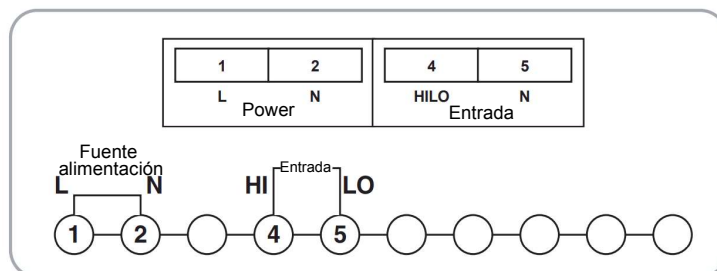 1 2 4 5
L N HILO N
Power Entrada
Fuente
alimentación
L N HI Entrada LO
1 2 4 5